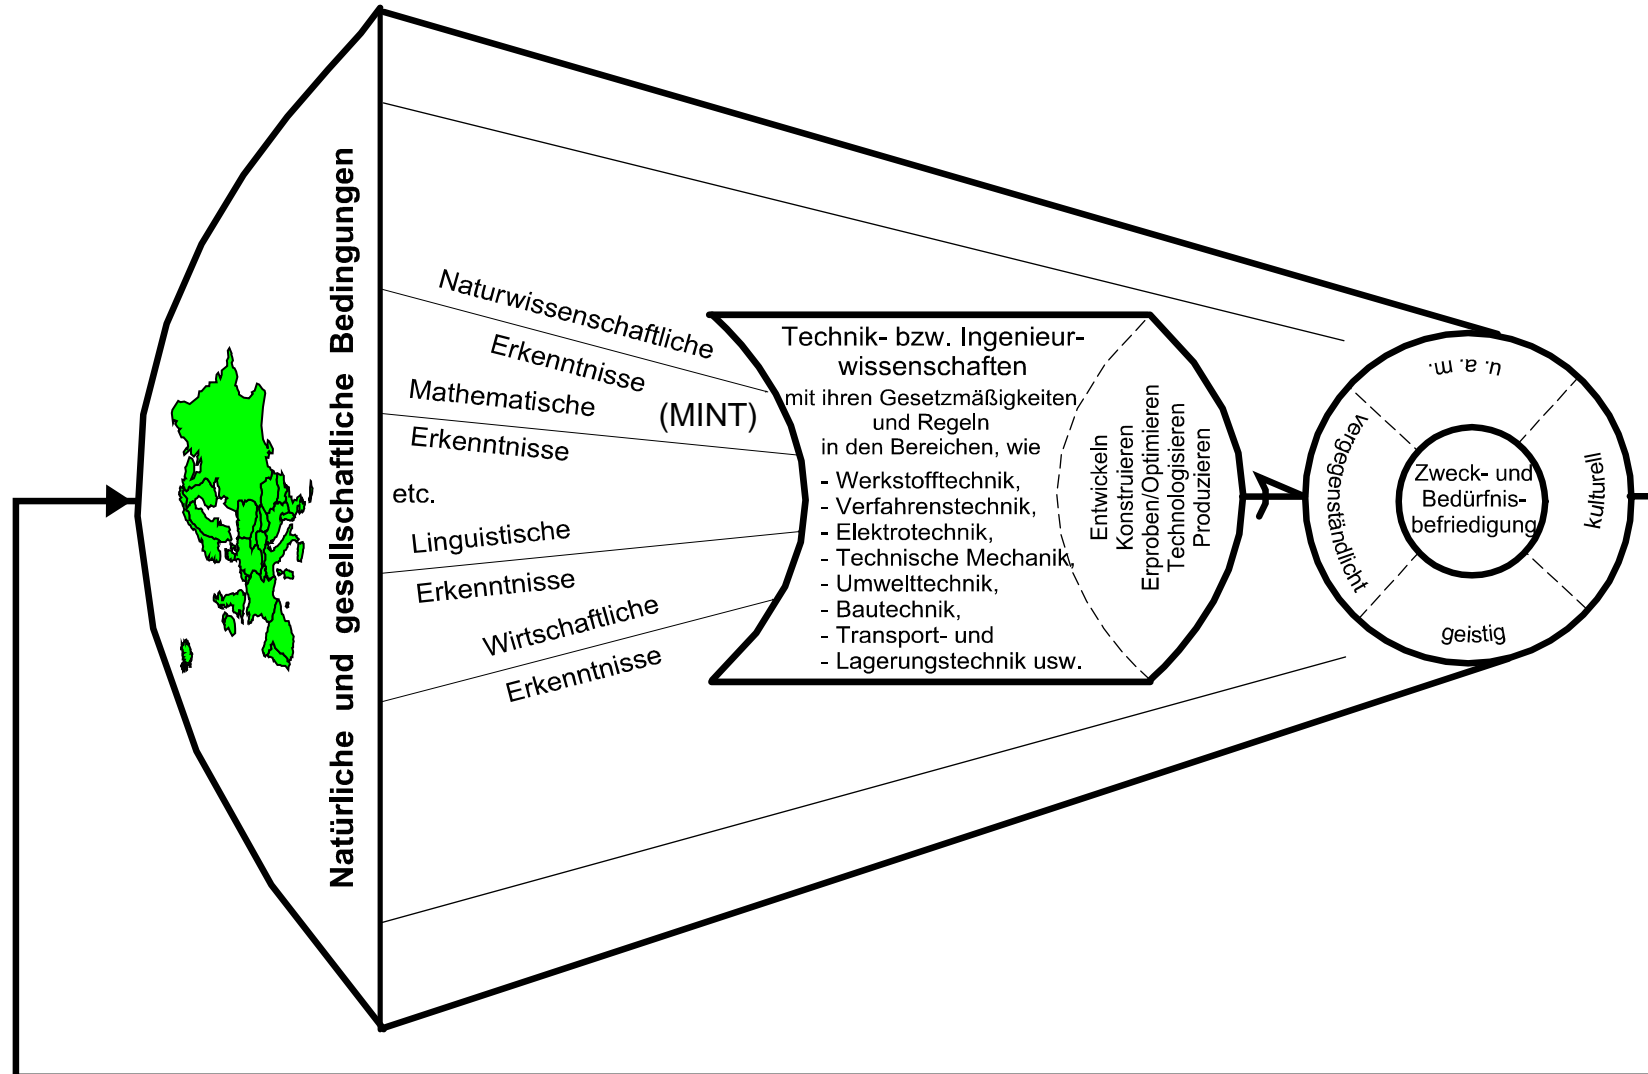 Natürliche und gesellschaftliche Bedingungen
Naturwissenschaftliche
Erkenntnisse
Mathematische
Erkenntnisse
(MINT)
etc.
Linguistische
Erkenntnisse
Wirtschaftliche
Erkenntnisse
Technik- bzw. Ingenieur-
wissenschaften
mit ihren Gesetzmäßigkeiten
und Regeln
in den Bereichen, wie
- Werkstofftechnik,
- Verfahrenstechnik,
- Elektrotechnik,
- Technische Mechanik,
- Umwelttechnik,
- Bautechnik,
- Transport- und
- Lagerungstechnik usw.
Entwickeln
Konstruieren
Erproben/Optimieren
Technologisieren
Produzieren
u. a. m.
vergegenständlicht
Zweck- und
Bedürfnis-
befriedigung
kulturell
geistig